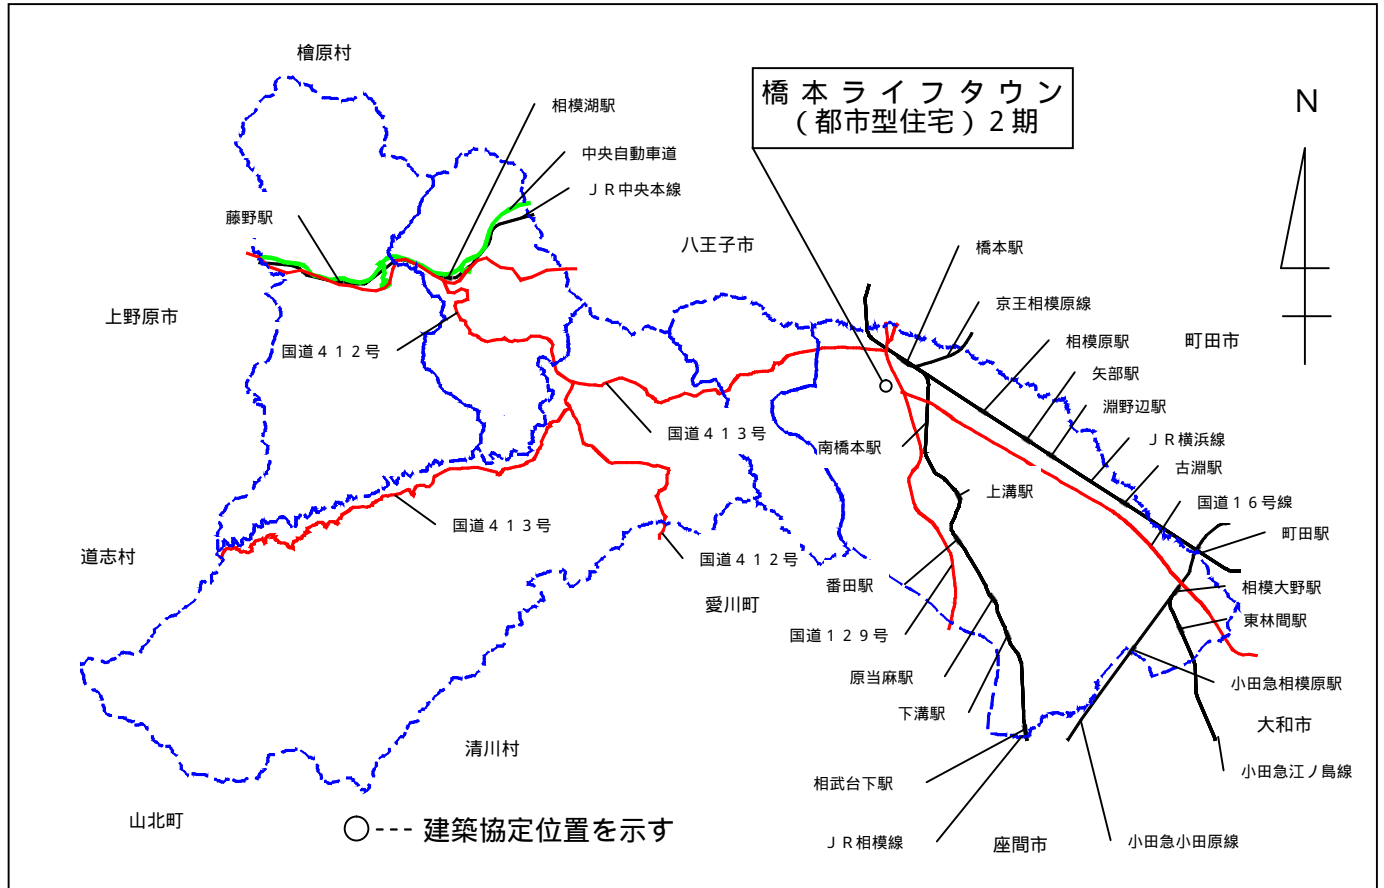 檜原村
橋本ライフタウン
（都市型住宅）２期
N
相模湖駅
中央自動車道
ＪＲ中央本線
藤野駅
八王子市
橋本駅
京王相模原線
上野原市
相模原駅
町田市
国道４１２号
矢部駅
淵野辺駅
国道４１３号
南橋本駅
ＪＲ横浜線
古淵駅
上溝駅
国道１６号線
国道４１３号
町田駅
道志村
国道４１２号
番田駅
相模大野駅
愛川町
東林間駅
国道１２９号
原当麻駅
小田急相模原駅
下溝駅
大和市
清川村
小田急江ノ島線
相武台下駅
山北町
○--- 建築協定位置を示す
ＪＲ相模線
座間市
小田急小田原線